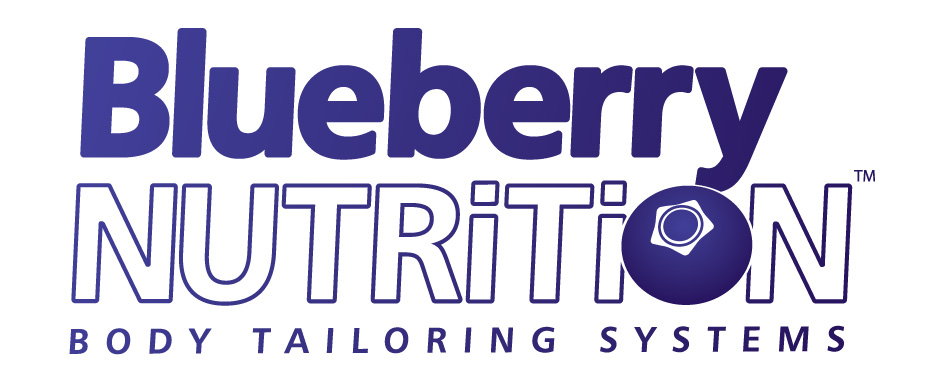 Blueberry
NUTRiTiON™
BODY TAILORING SYSTEMS